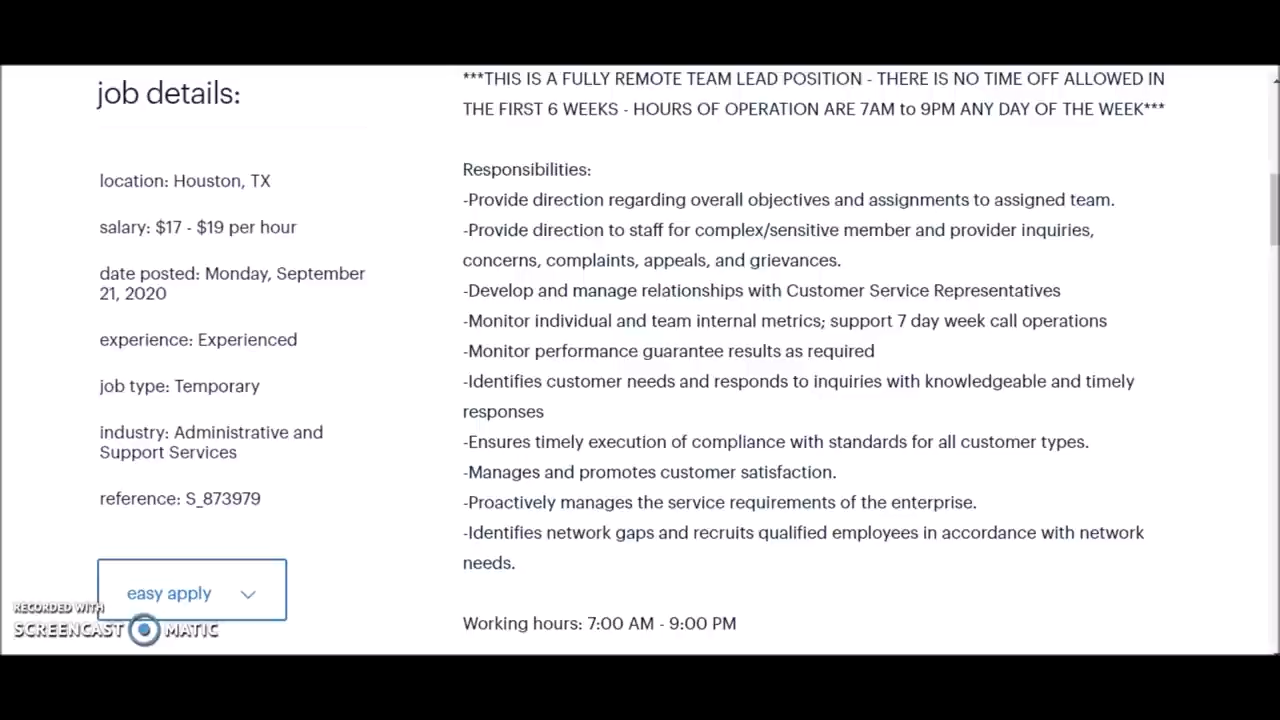 job details:
location: Houston, TX
salary: $17 - $19 per hour
date posted: Monday, September
21, 2020
experience: Experienced
job type: Temporary
industry: Administrative and
Support Services
reference: S_873979
easy apply
***THIS IS A FULLY REMOTE TEAM LEAD POSITION - THERE IS NO TIME OFF ALLOWED IN
THE FIRST 6 WEEKS - HOURS OF OPERATION ARE 7AM to 9PM ANY DAY OF THE WEEK***
Responsibilities:
-Provide direction regarding overall objectives and assignments to assigned team.
-Provide direction to staff for complex/sensitive member and provider inquiries,
concerns, complaints, appeals, and grievances.
-Develop and manage relationships with Customer Service Representatives
-Monitor individual and team internal metrics; support 7 day week call operations
-Monitor performance guarantee results as required
-Identifies customer needs and responds to inquiries with knowledgeable and timely
responses
-Ensures timely execution of compliance with standards for all customer types.
-Manages and promotes customer satisfaction.
-Proactively manages the service requirements of the enterprise.
-Identifies network gaps and recruits qualified employees in accordance with network
needs.
Working hours: 7:00 AM - 9:00 PM
RECORDED WITH
SCREENCAST MATIC